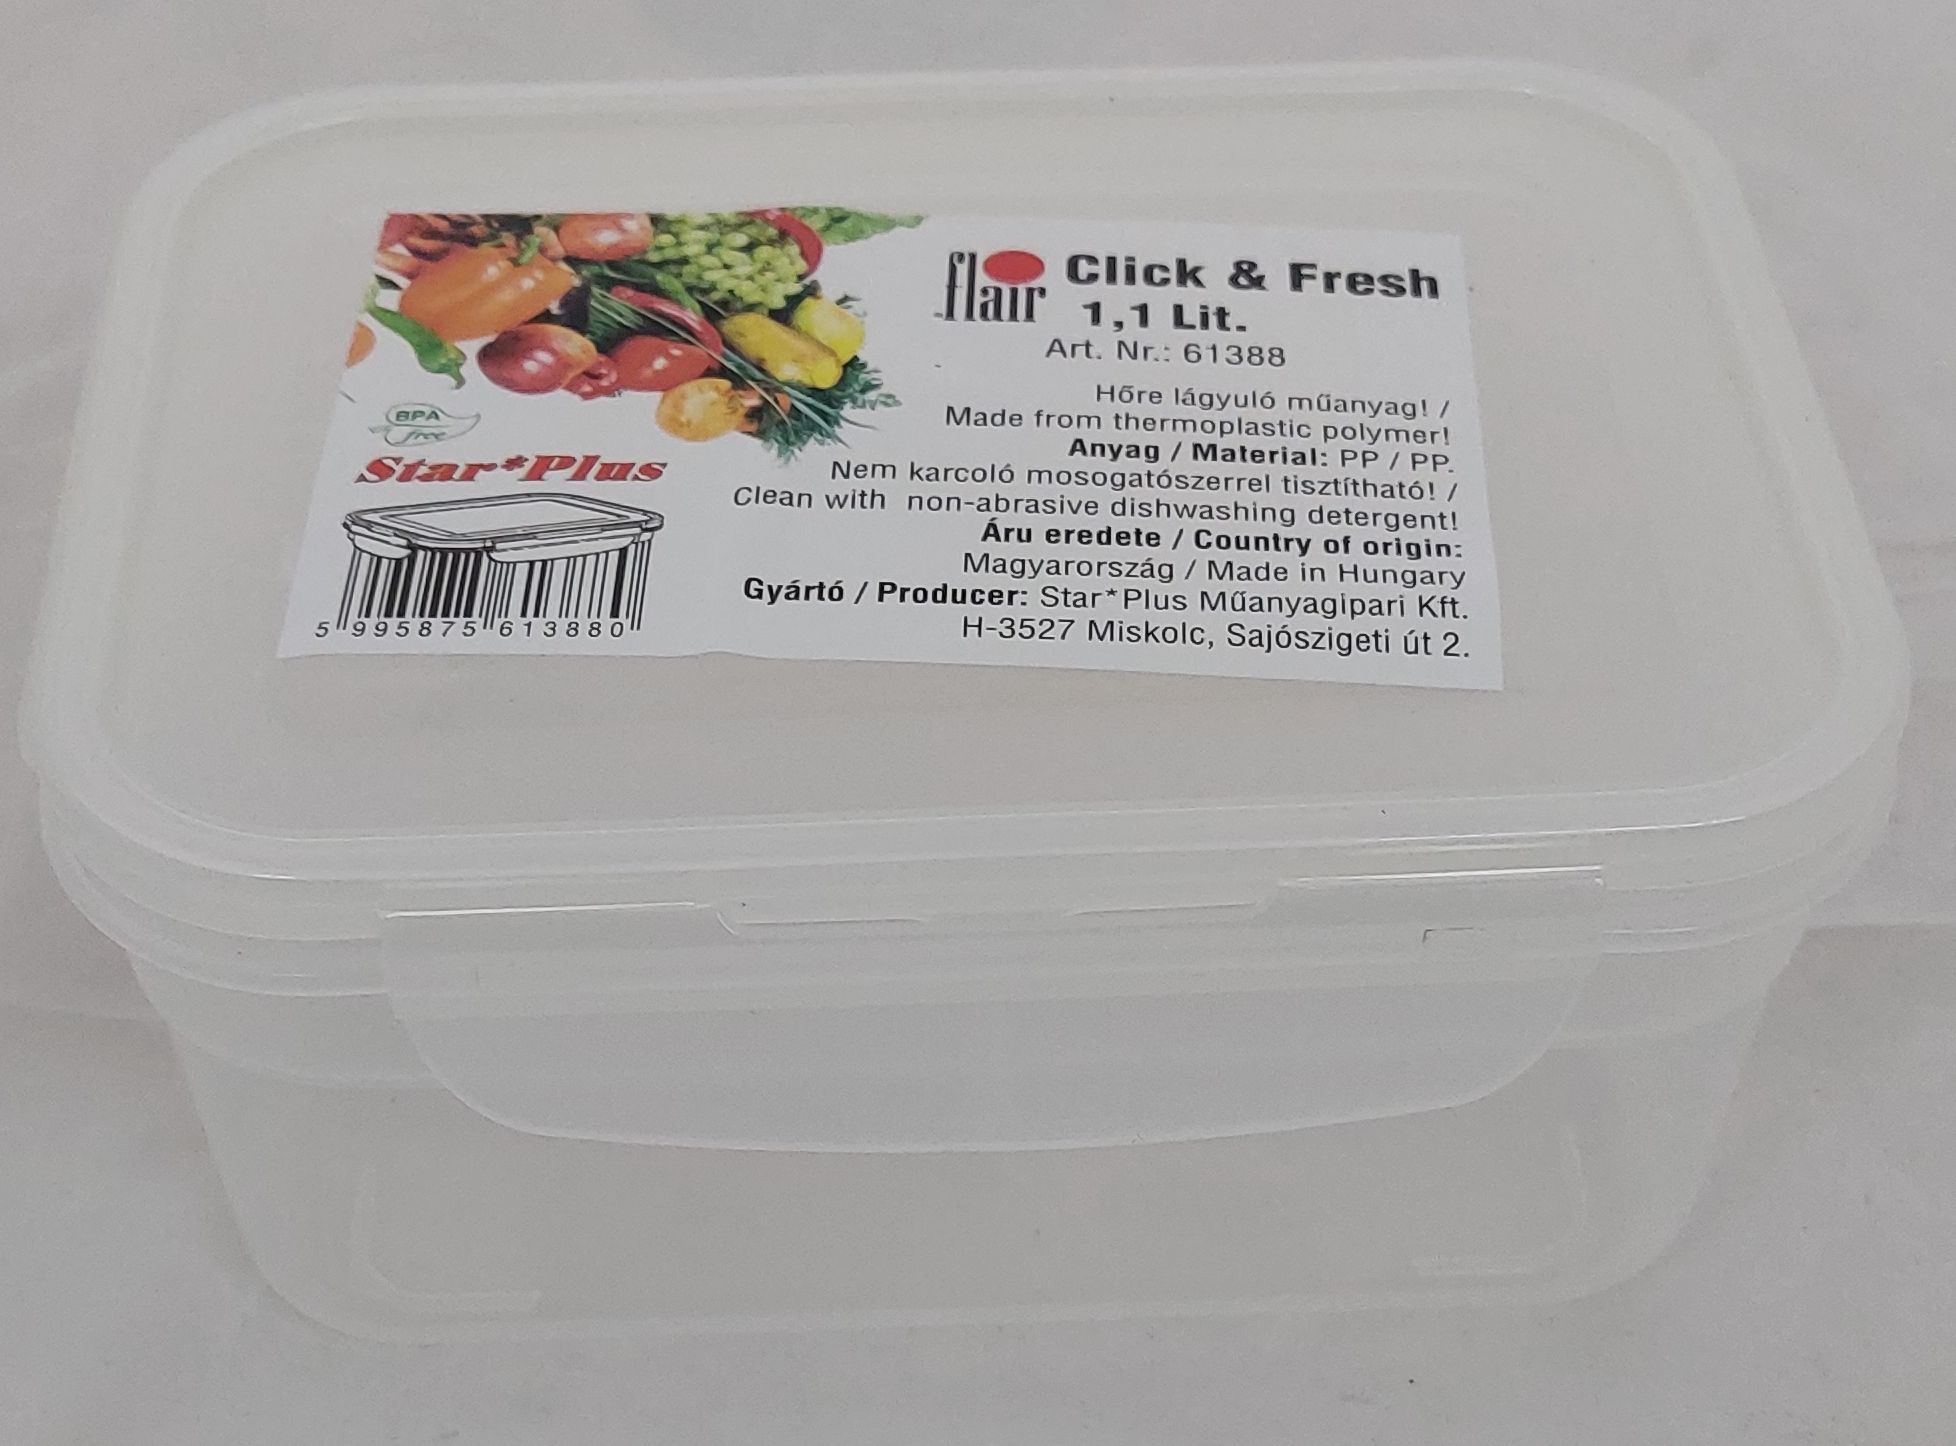 flair Click & Fresh
1,1 Lit.
Art. Nr.: 61388
Hőre lágyuló műanyag! /
Made from thermoplastic polymer!
Anyag / Material: PP / PP.
Nem karcoló mosogatószerrel tisztítható! /
Clean with non-abrasive dishwashing detergent!
Áru eredete / Country of origin:
Magyarország / Made in Hungary
Gyártó / Producer: Star*Plus Műanyagipari Kft.
H-3527 Miskolc, Sajószigeti út 2.
BPA
free
Star*Plus
5 995875 613880